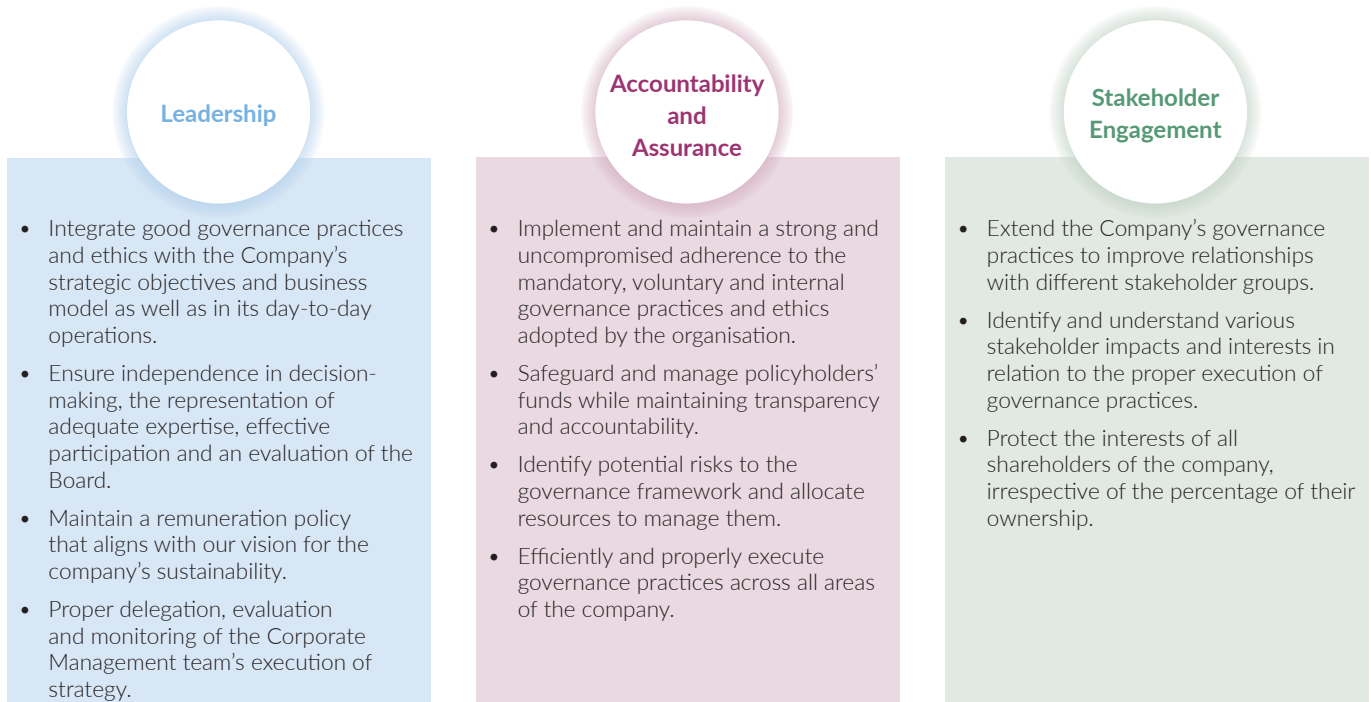 Leadership
• Integrate good governance practices
and ethics with the Company’s
strategic objectives and business
model as well as in its day-to-day
operations.
• Ensure independence in decision-
making, the representation of
adequate expertise, effective
participation and an evaluation of the
Board.
• Maintain a remuneration policy
that aligns with our vision for the
company’s sustainability.
• Proper delegation, evaluation
and monitoring of the Corporate
Management team’s execution of
strategy.
Accountability
and
Assurance
• Implement and maintain a strong and
uncompromised adherence to the
mandatory, voluntary and internal
governance practices and ethics
adopted by the organisation.
• Safeguard and manage policyholders’
funds while maintaining transparency
and accountability.
• Identify potential risks to the
governance framework and allocate
resources to manage them.
• Efficiently and properly execute
governance practices across all areas
of the company.
Stakeholder
Engagement
• Extend the Company’s governance
practices to improve relationships
with different stakeholder groups.
• Identify and understand various
stakeholder impacts and interests in
relation to the proper execution of
governance practices.
• Protect the interests of all
shareholders of the company,
irrespective of the percentage of their
ownership.